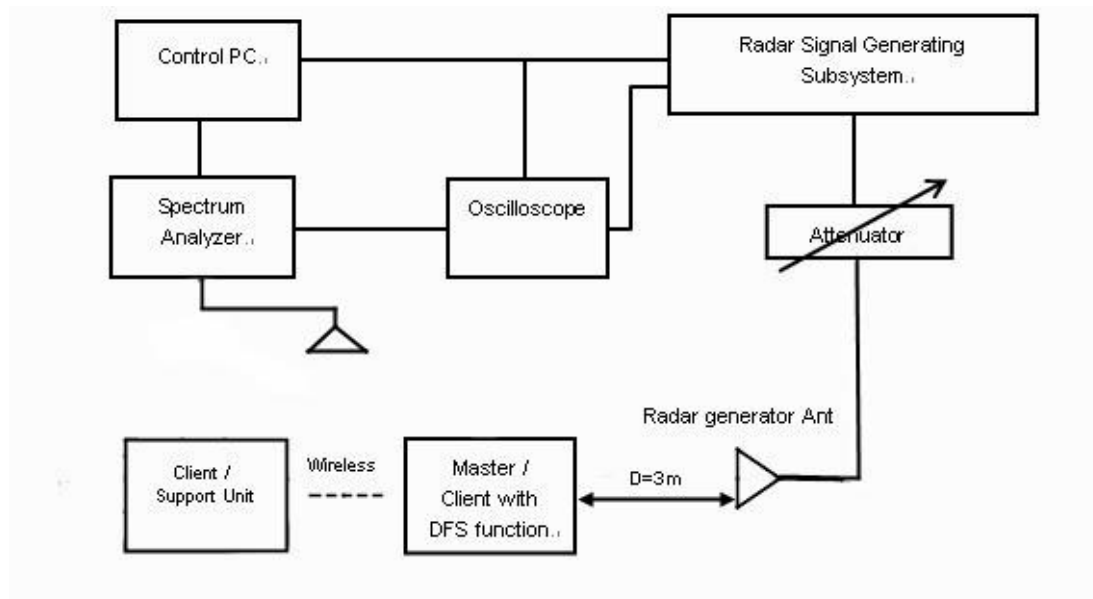 Control PC.
Radar Signal Generating
Subsystem.
Spectrum
Analyzer.
Oscilloscope
Attenuator
Radar generator Ant
Client /
Support Unit
Wireless
Master /
Client with
DFS function.
D=3m